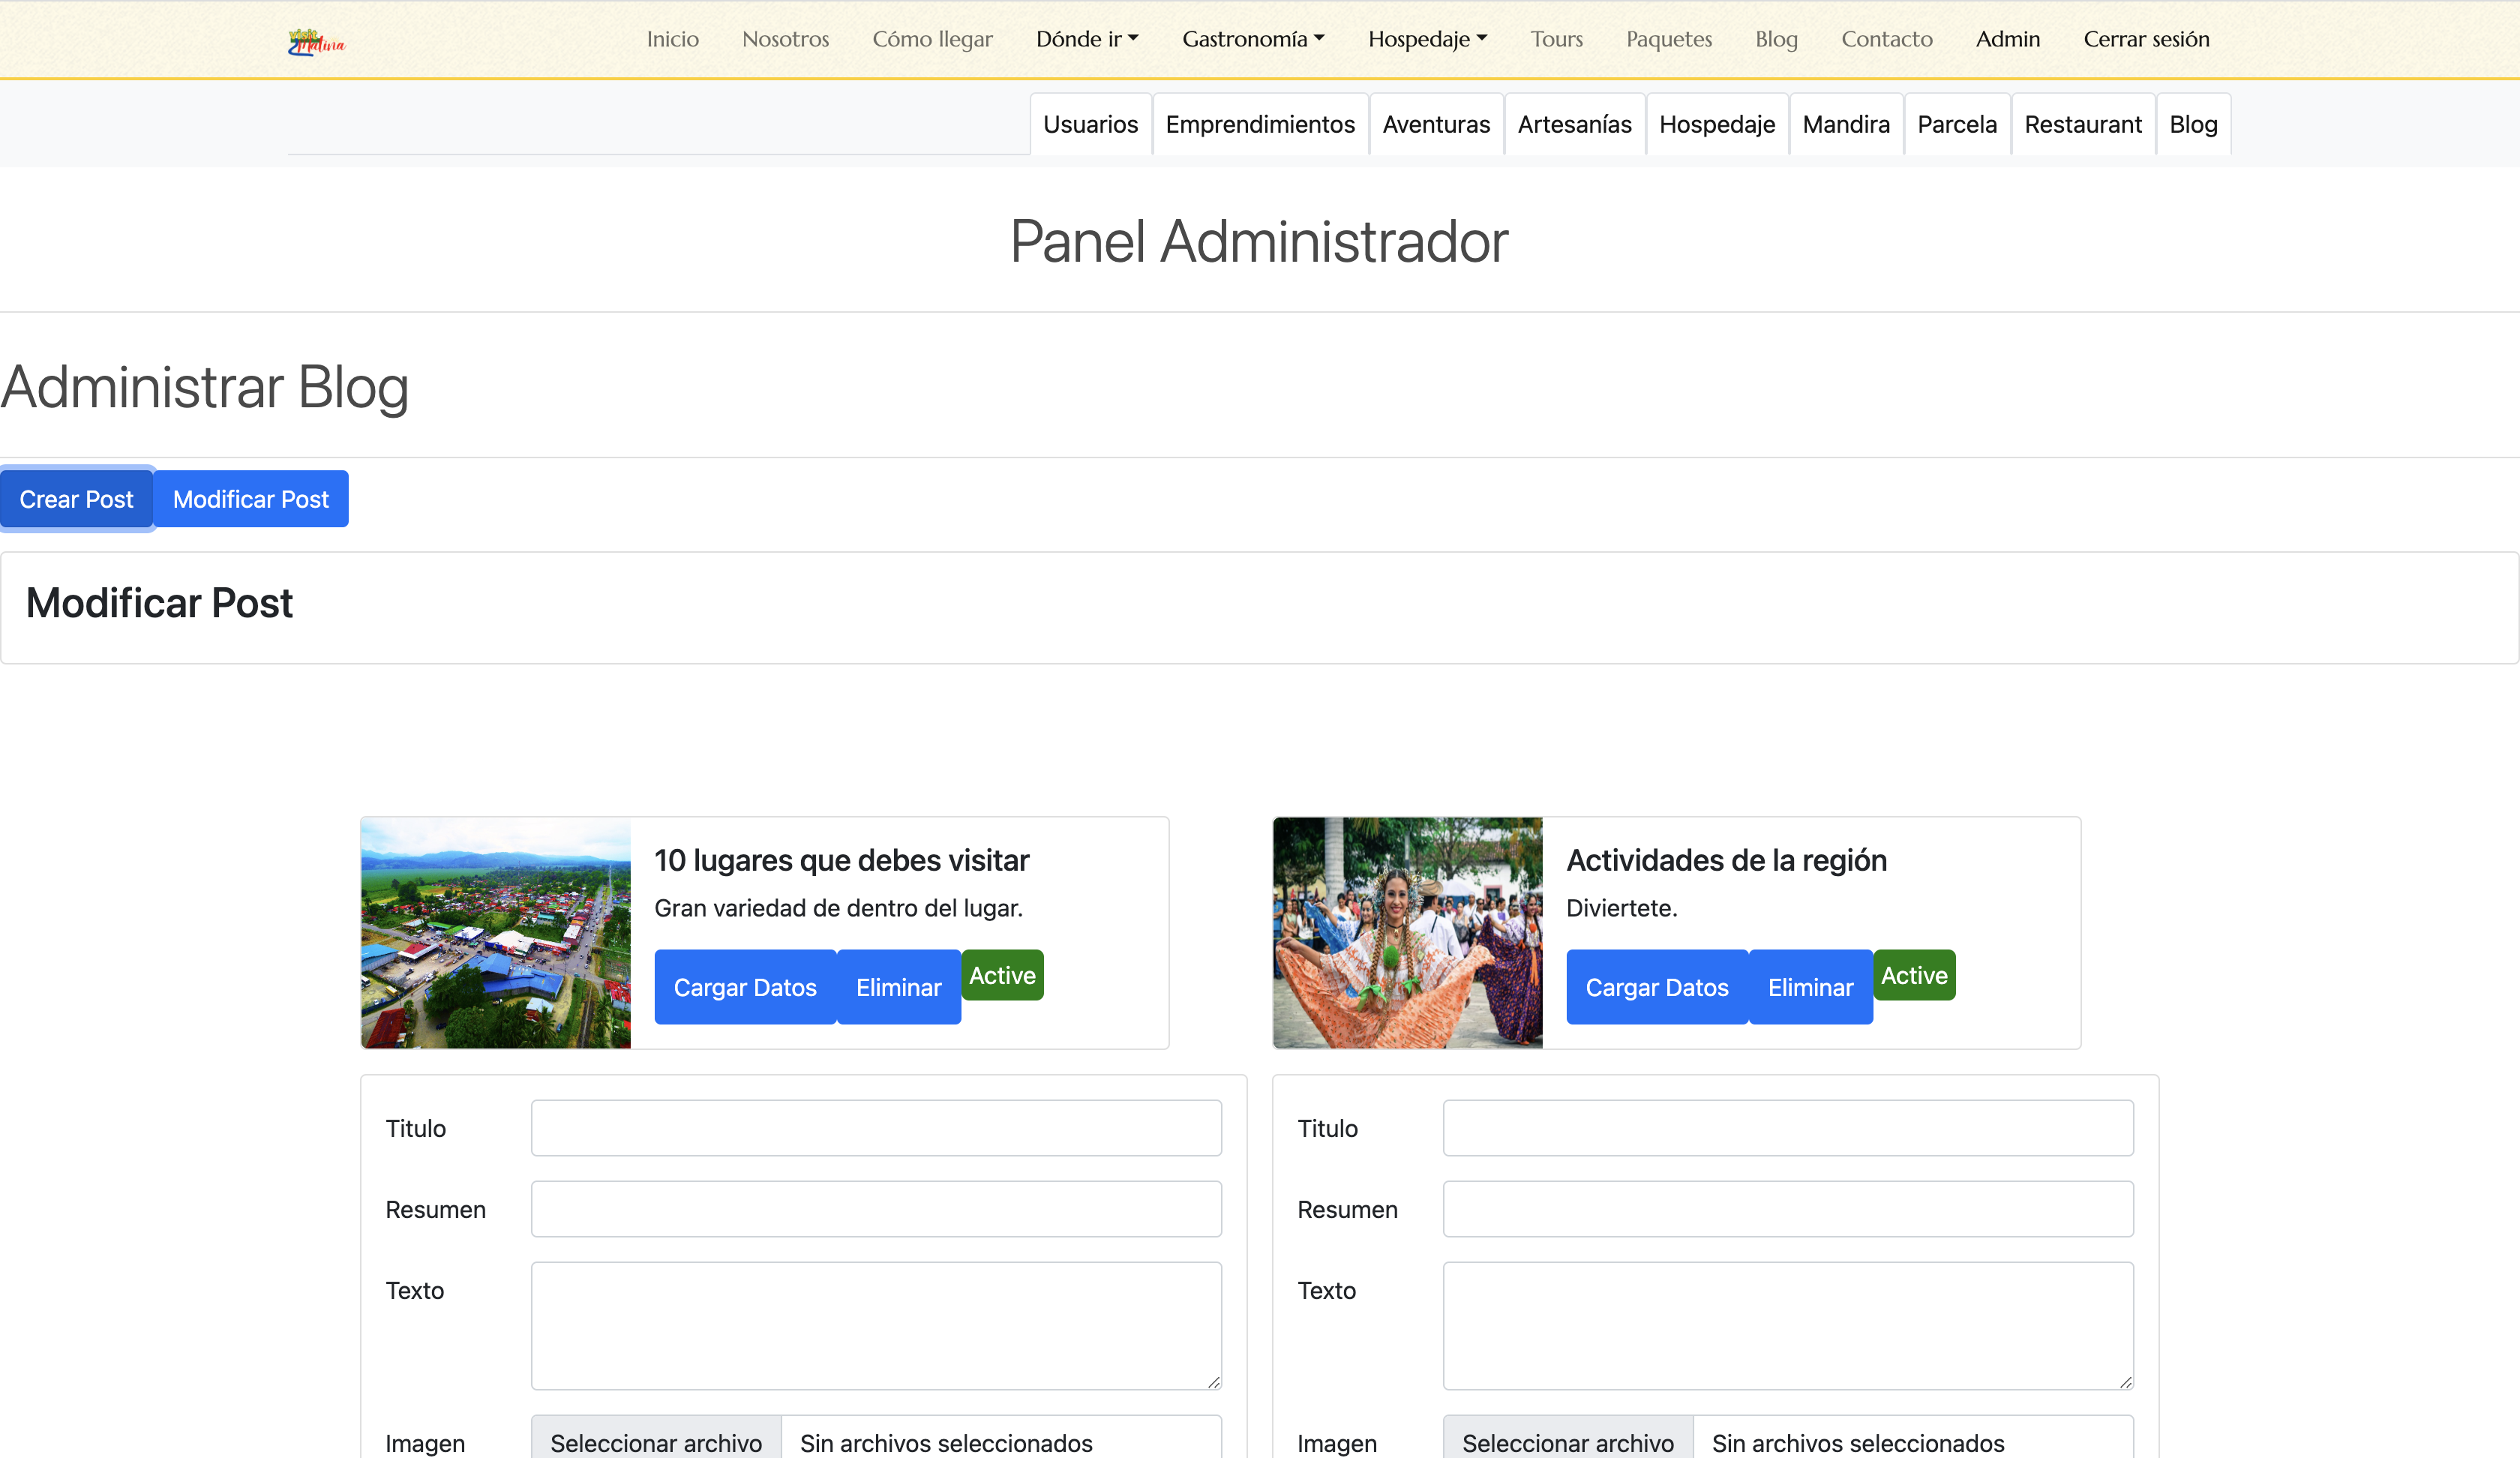 visit Matina
Inicio Nosotros Cómo llegar Dónde ir Gastronomía Hospedaje Tours Paquetes Blog Contacto Admin Cerrar sesión
Usuarios Emprendimientos Aventuras Artesanías Hospedaje Mandira Parcela Restaurant Blog
Panel Administrador
Administrar Blog
Crear Post Modificar Post
Modificar Post
10 lugares que debes visitar
Gran variedad de dentro del lugar.
Cargar Datos Eliminar Active
Actividades de la región
Diviertete.
Cargar Datos Eliminar Active
Titulo
Resumen
Texto
Imagen Seleccionar archivo Sin archivos seleccionados
Titulo
Resumen
Texto
Imagen Seleccionar archivo Sin archivos seleccionados